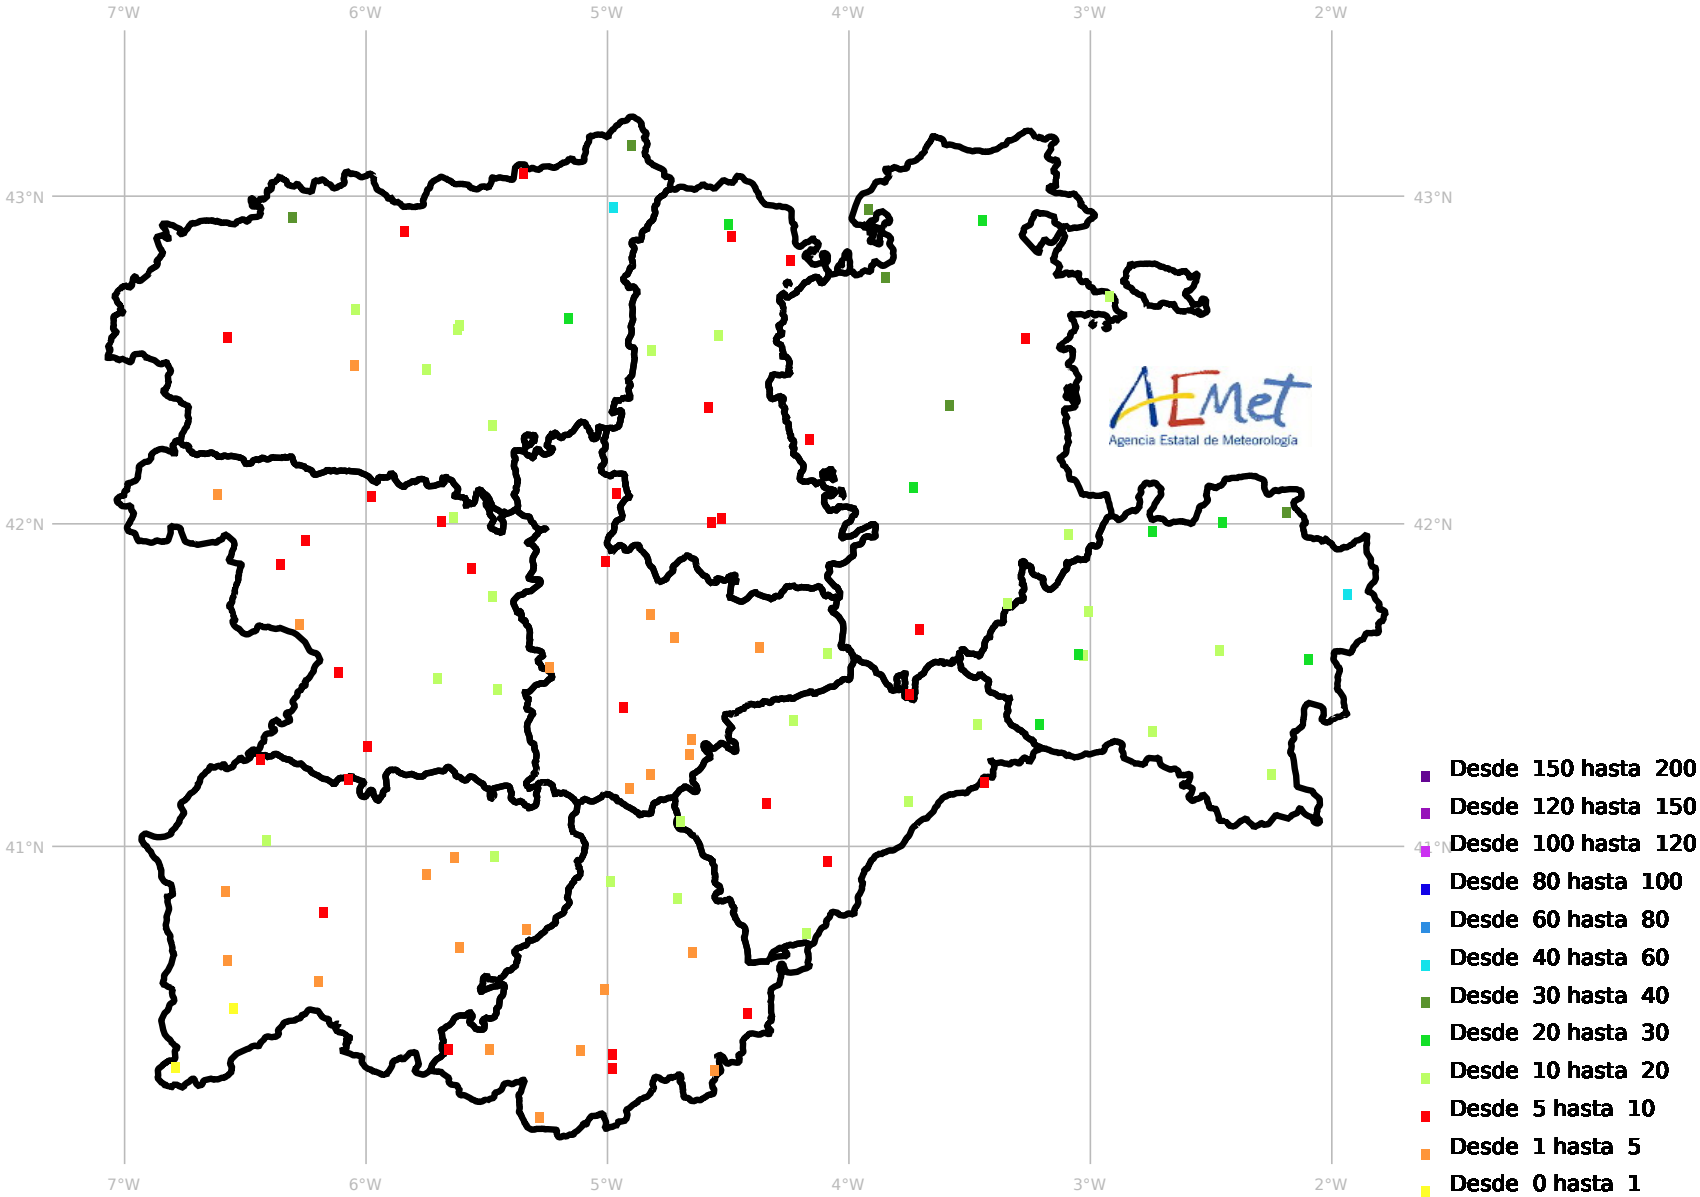 7°W 6°W 5°W 4°W 3°W 2°W
43°N 43°N
AEMet
Agencia Estatal de Meteorología
42°N 42°N
41°N 41°N
Desde 150 hasta 200
Desde 120 hasta 150
Desde 100 hasta 120
Desde 80 hasta 100
Desde 60 hasta 80
Desde 40 hasta 60
Desde 30 hasta 40
Desde 20 hasta 30
Desde 10 hasta 20
Desde 5 hasta 10
Desde 1 hasta 5
Desde 0 hasta 1
7°W 6°W 5°W 4°W 3°W 2°W